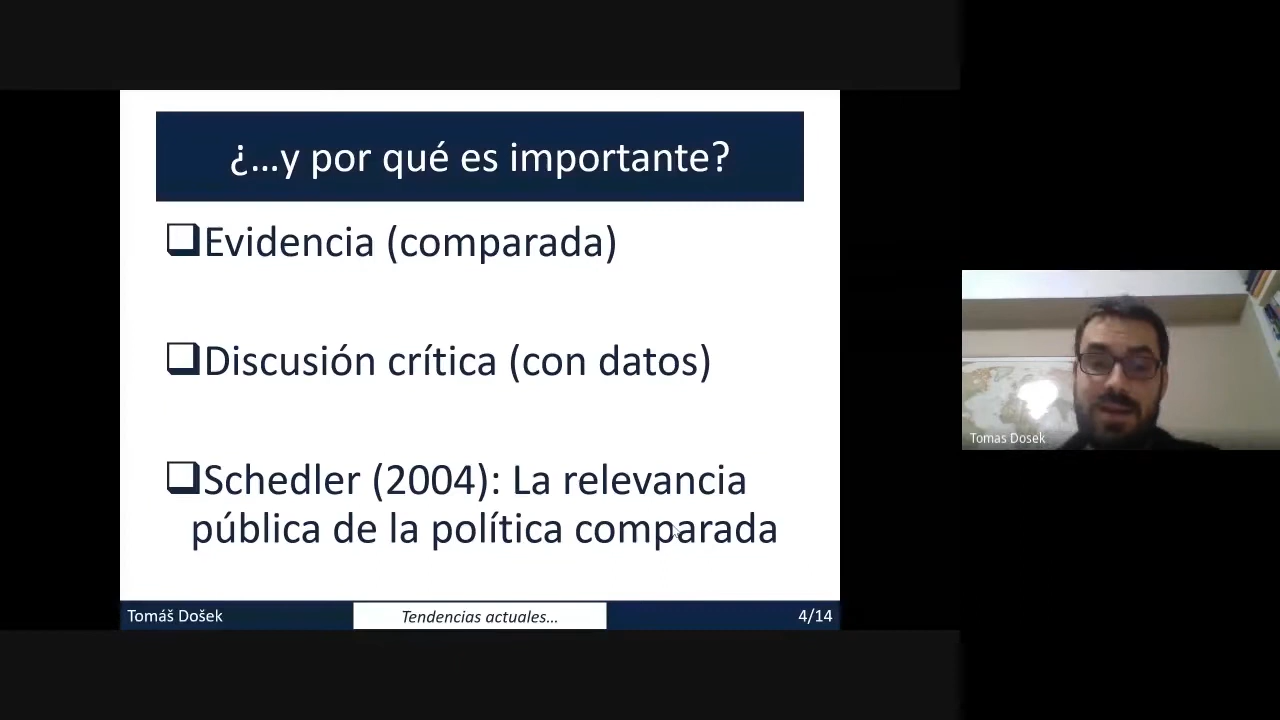 ¿…y por qué es importante?
❑Evidencia (comparada)
❑Discusión crítica (con datos)
❑Schedler (2004): La relevancia
pública de la política comparada
Tomáš Došek
Tendencias actuales…
4/14
Tomas Dosek